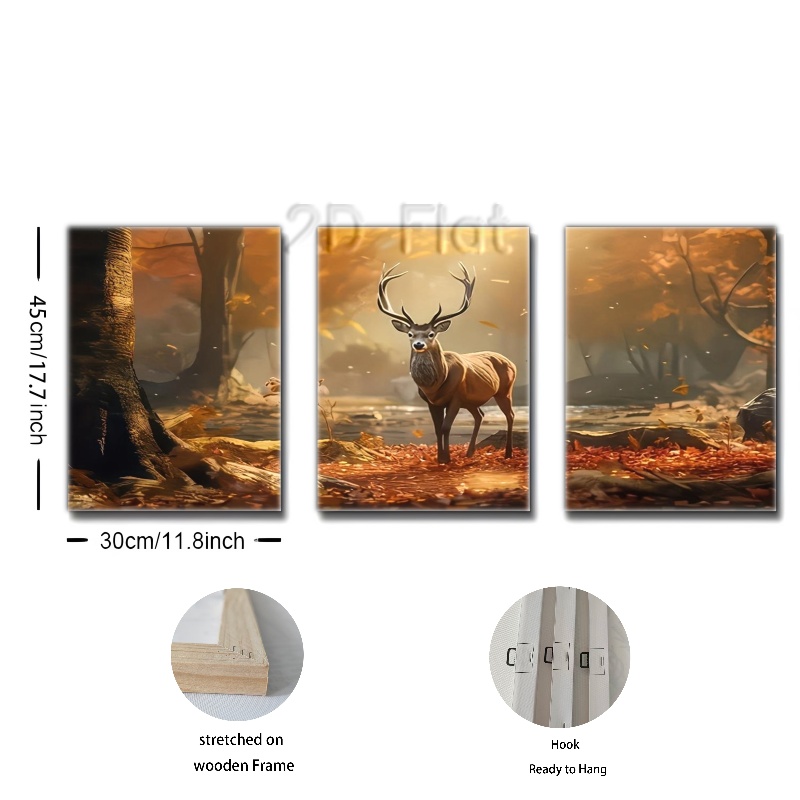 2D Flat
45cm/17.7inch
30cm/11.8inch
stretched on
wooden Frame
Hook
Ready to Hang